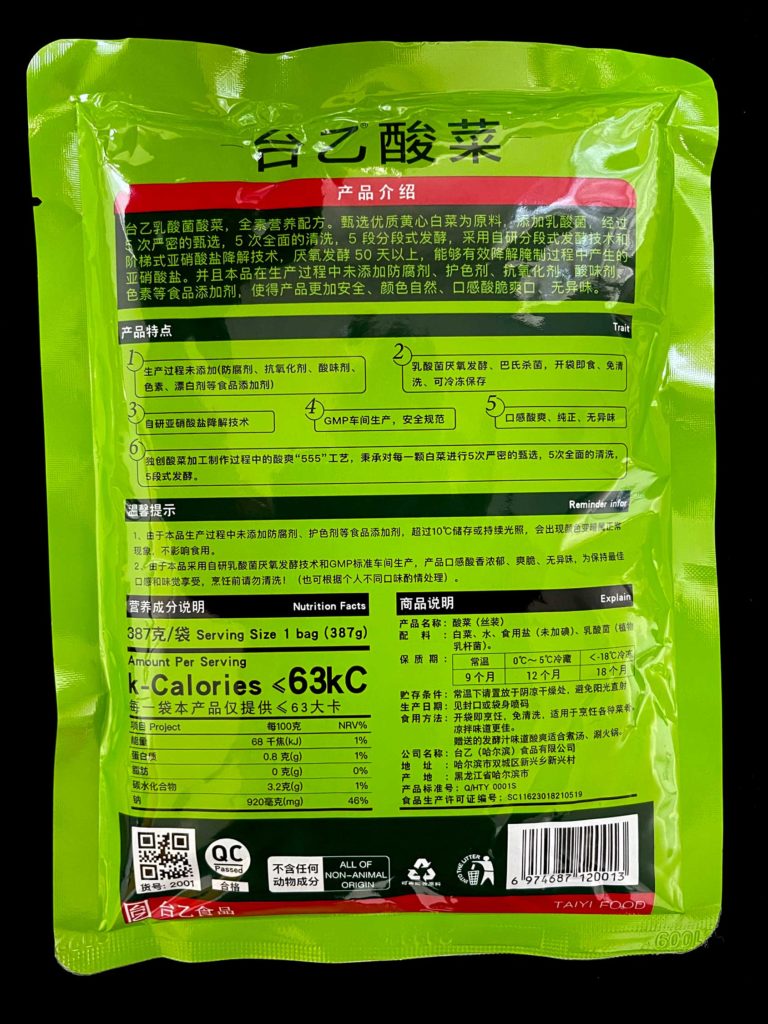 台乙®酸菜
产品介绍
台乙乳酸菌酸菜，全素营养配方。甄选优质黄心白菜为原料，添加乳酸菌，经过
5次严密的甄选，5次全面的清洗，5段分段式发酵，采用自研分段式发酵技术和
阶梯式亚硝酸盐降解技术，厌氧发酵50天以上，能够有效降解腌制过程中产生的
亚硝酸盐。并且本品在生产过程中未添加防腐剂、护色剂、抗氧化剂、酸味剂、
色素等食品添加剂，使得产品更加安全、颜色自然、口感酸脆爽口、无异味。
产品特点 Trait
1 生产过程未添加(防腐剂、抗氧化剂、酸味剂、
色素、漂白剂等食品添加剂)
2 乳酸菌厌氧发酵、巴氏杀菌，开袋即食、免清
洗、可冷冻保存
3 自研亚硝酸盐降解技术
4 GMP车间生产，安全规范
5 口感酸爽、纯正、无异味
6 独创酸菜加工制作过程中的酸爽“555”工艺，秉承对每一颗白菜进行5次严密的甄选，5次全面的清洗，
5段式发酵。
温馨提示 Reminder infor
1、由于本品生产过程中未添加防腐剂、护色剂等食品添加剂，超过10℃储存或持续光照，会出现颜色变暗属正常
现象，不影响食用。
2、由于本品采用自研乳酸菌厌氧发酵技术和GMP标准车间生产，产品口感酸香浓郁、爽脆、无异味，为保持最佳
口感和味觉享受，烹饪前请勿清洗！（也可根据个人不同口味酌情处理）。
营养成分说明 Nutrition Facts
387克/袋 Serving Size 1 bag (387g)
Amount Per Serving
k-Calories ≤63kC
每一袋本产品仅提供≤63大卡
项目 Project 每100克 NRV%
能量 68 千焦(kJ) 1%
蛋白质 0.8 克(g) 1%
脂肪 0 克(g) 0%
碳水化合物 3.2克(g) 1%
钠 920毫克(mg) 46%
商品说明 Explain
产品名称：酸菜（丝装）
配 料：白菜、水、食用盐（未加碘）、乳酸菌（植物
乳杆菌）。
保质期： 常温 0℃～5℃冷藏 ≤-18℃冷冻
9个月 12个月 18个月
贮存条件：常温下请置放于阴凉干燥处，避免阳光直射
生产日期：见封口或袋身喷码
食用方法：开袋即烹饪，免清洗，适用于烹饪各种菜肴，
凉拌味道更佳。
赠送的发酵汁味道酸爽适合煮汤、涮火锅。
公司名称：台乙（哈尔滨）食品有限公司
地 址：哈尔滨市双城区新兴乡新兴村
产 地：黑龙江省哈尔滨市
产品标准号：Q/HTY 0001S
食品生产许可证编号：SC11623018210519
货号：2001
QC
Passed
合格
不含任何
动物成分
ALL OF
NON-ANIMAL
ORIGIN
6 974687 120013
台乙食品
TAIYI FOOD